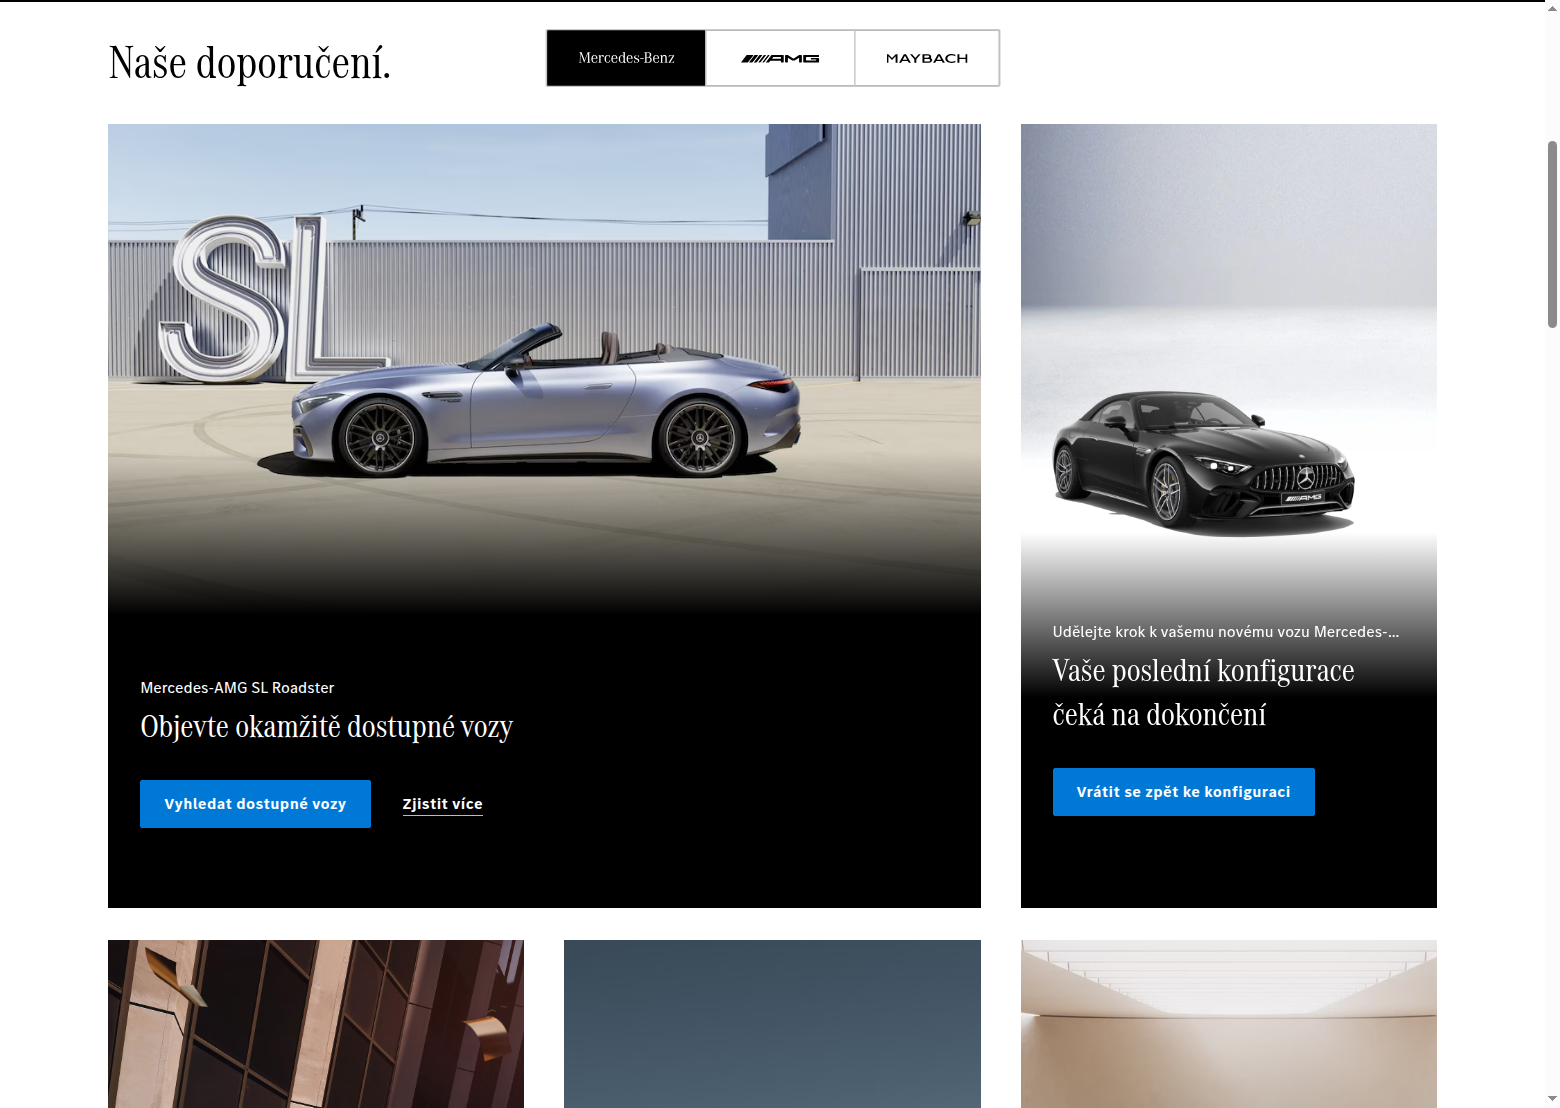 Naše doporučení.
Mercedes-Benz
AMG
MAYBACH
SL
AMG
Mercedes-AMG SL Roadster
Objevte okamžitě dostupné vozy
Vyhledat dostupné vozy
Zjistit více
Udělejte krok k vašemu novému vozu Mercedes-...
Vaše poslední konfigurace
čeká na dokončení
Vrátit se zpět ke konfiguraci